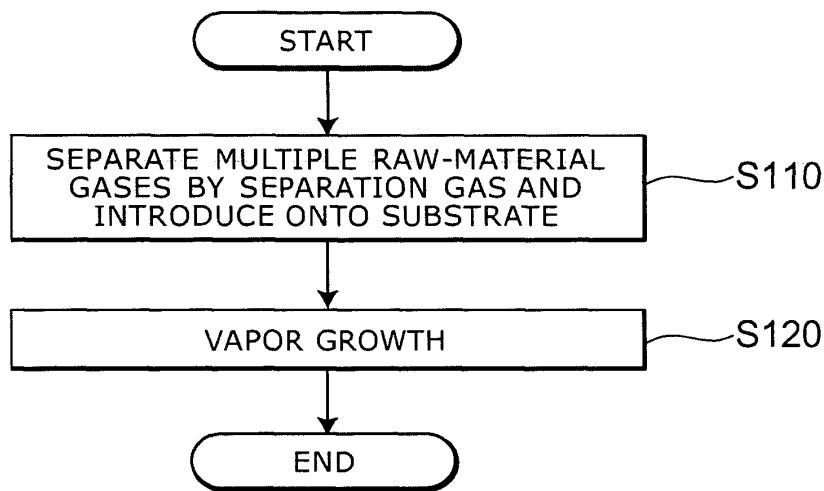 START
SEPARATE MULTIPLE RAW-MATERIAL
GASES BY SEPARATION GAS AND
INTRODUCE ONTO SUBSTRATE
S110
VAPOR GROWTH
S120
END